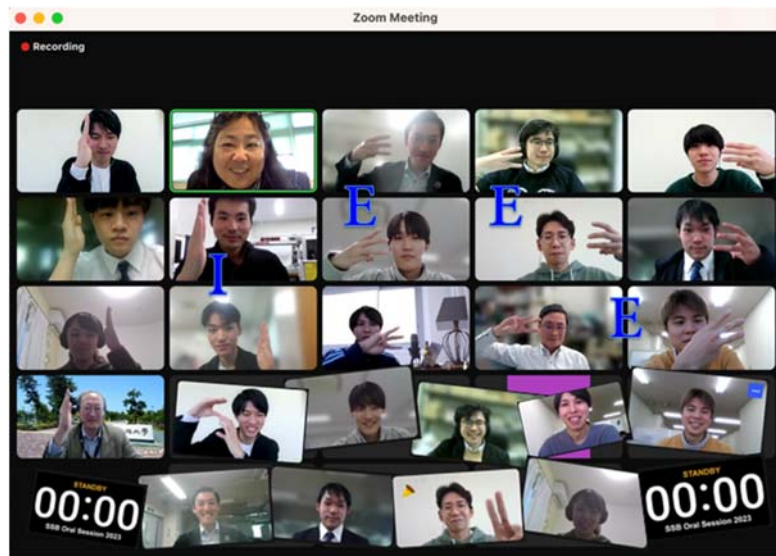 Zoom Meeting
Recording
E
E
I
E
STANDBY
00:00
SSB Oral Session 2023
STANDBY
00:00
SSB Oral Session 2023